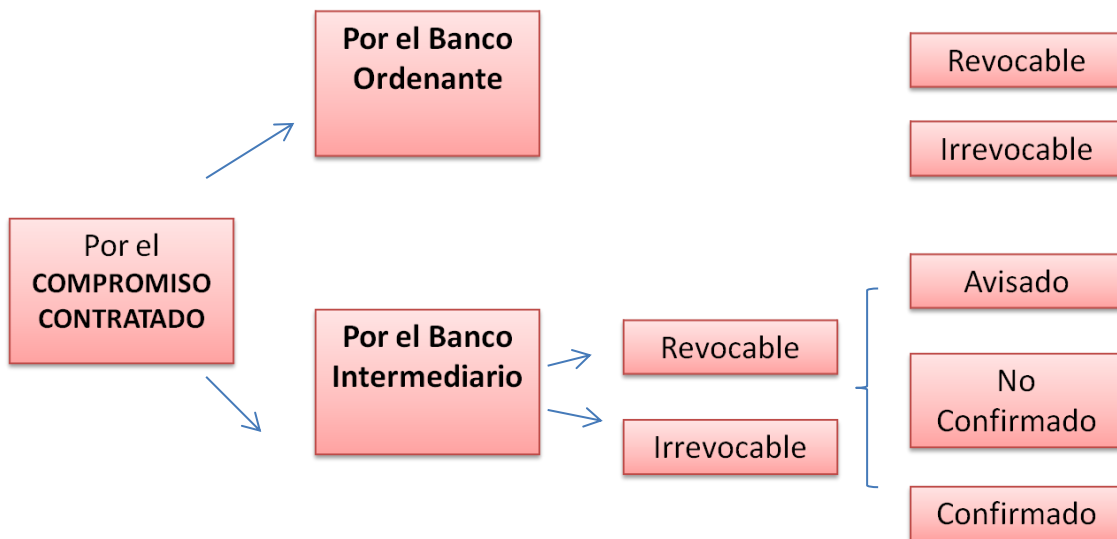 Por el
COMPROMISO
CONTRATADO
Por el Banco
Ordenante
Revocable
Irrevocable
Por el Banco
Intermediario
Revocable
Irrevocable
Avisado
No
Confirmado
Confirmado